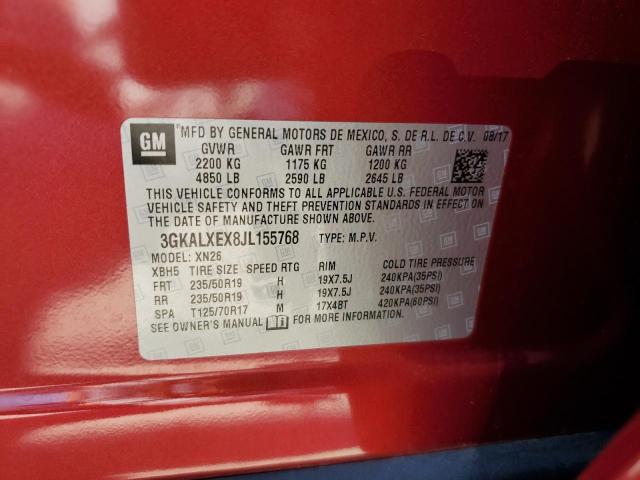 GM
MFD BY GENERAL MOTORS DE MEXICO, S. DE R.L. DE C.V. 08/17
GVWR GAWR FRT GAWR RR
2200 KG 1175 KG 1200 KG
4850 LB 2590 LB 2645 LB
THIS VEHICLE CONFORMS TO ALL APPLICABLE U.S. FEDERAL MOTOR
VEHICLE SAFETY AND THEFT PREVENTION STANDARDS IN EFFECT ON
THE DATE OF MANUFACTURE SHOWN ABOVE.
3GKALXEX8JL155768 TYPE: M.P.V.
MODEL: XN26
XBH5 TIRE SIZE SPEED RTG RIM COLD TIRE PRESSURE
FRT 235/50R19 H 19X7.5J 240KPA(35PSI)
RR 235/50R19 H 19X7.5J 240KPA(35PSI)
SPA T125/70R17 M 17X4BT 420KPA(60PSI)
SEE OWNER'S MANUAL FOR MORE INFORMATION.